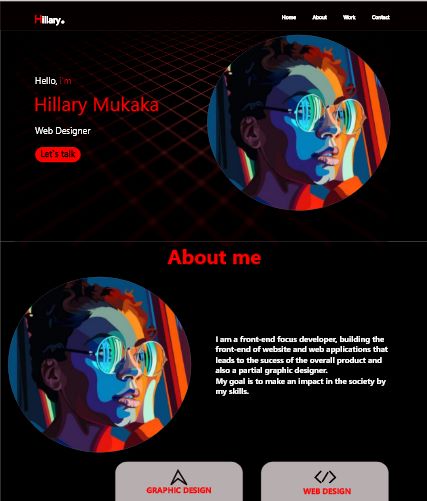 Hillary.
Home About Work Contact
Hello, i'm
Hillary Mukaka
Web Designer
Let's talk
About me
I am a front-end focus developer, building the
front-end of website and web applications that
leads to the sucess of the overall product and
also a partial graphic designer.
My goal is to make an impact in the society by
my skills.
GRAPHIC DESIGN
WEB DESIGN